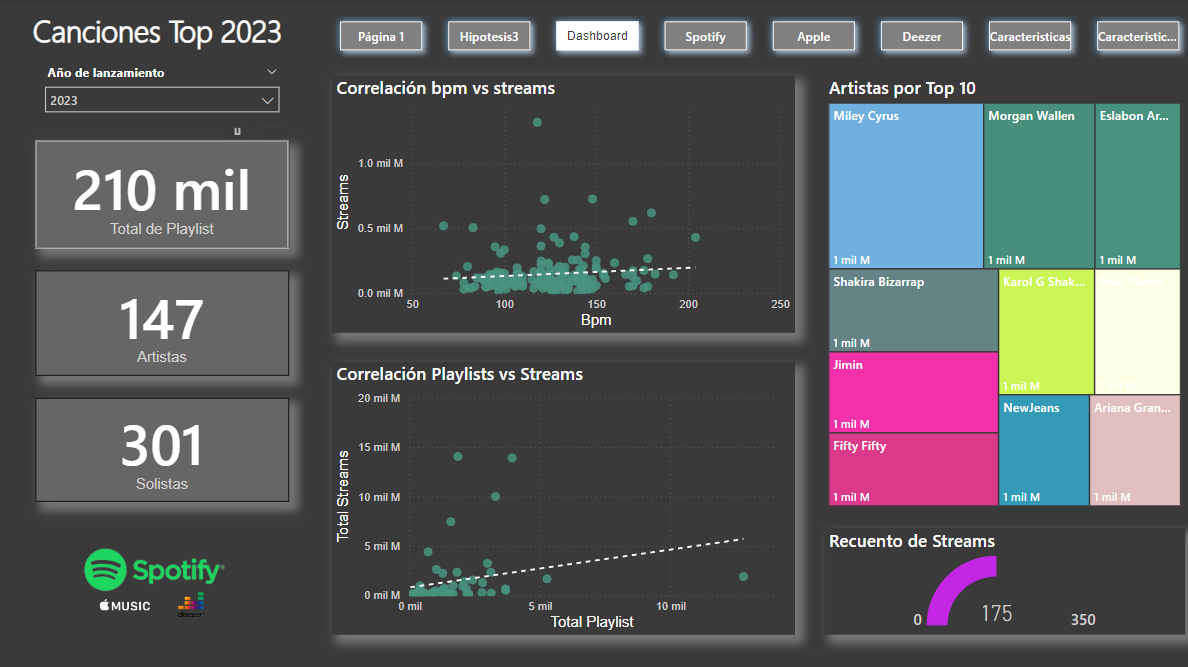 Canciones Top 2023
Página 1
Hipotesis3
Dashboard
Spotify
Apple
Deezer
Caracteristicas
Caracteristic...
Año de lanzamiento
2023
210 mil
Total de Playlist
147
Artistas
301
Solistas
Spotify
MUSIC
deezer
Correlación bpm vs streams
Streams
1.0 mil M
0.5 mil M
0.0 mil M
50
100
150
200
250
Bpm
Correlación Playlists vs Streams
Total Streams
20 mil M
15 mil M
10 mil M
5 mil M
0 mil M
0 mil
5 mil
10 mil
Total Playlist
Artistas por Top 10
Miley Cyrus
1 mil M
Morgan Wallen
1 mil M
Eslabon Ar...
1 mil M
Shakira Bizarrap
1 mil M
Karol G Shak...
1 mil M
1 mil M
Jimin
1 mil M
Fifty Fifty
1 mil M
NewJeans
1 mil M
Ariana Gran...
1 mil M
Recuento de Streams
0
175
350